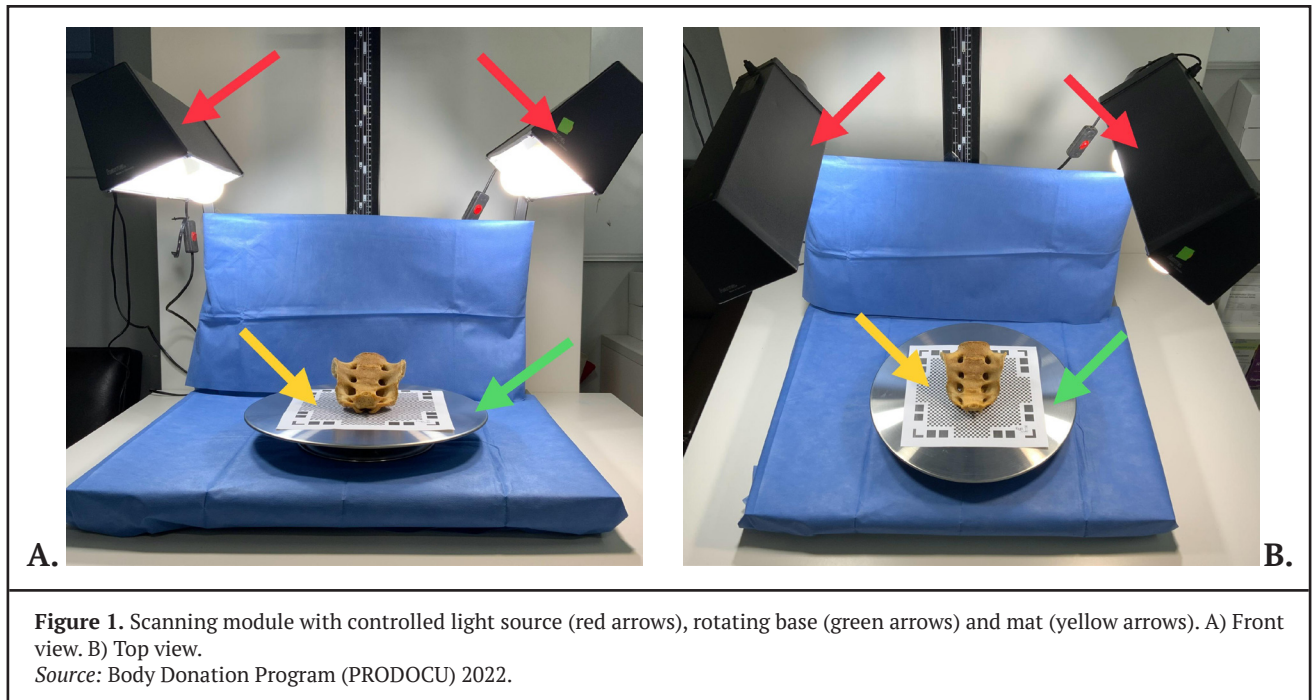 A.
B.
Figure 1. Scanning module with controlled light source (red arrows), rotating base (green arrows) and mat (yellow arrows). A) Front
view. B) Top view.
Source: Body Donation Program (PRODOCU) 2022.